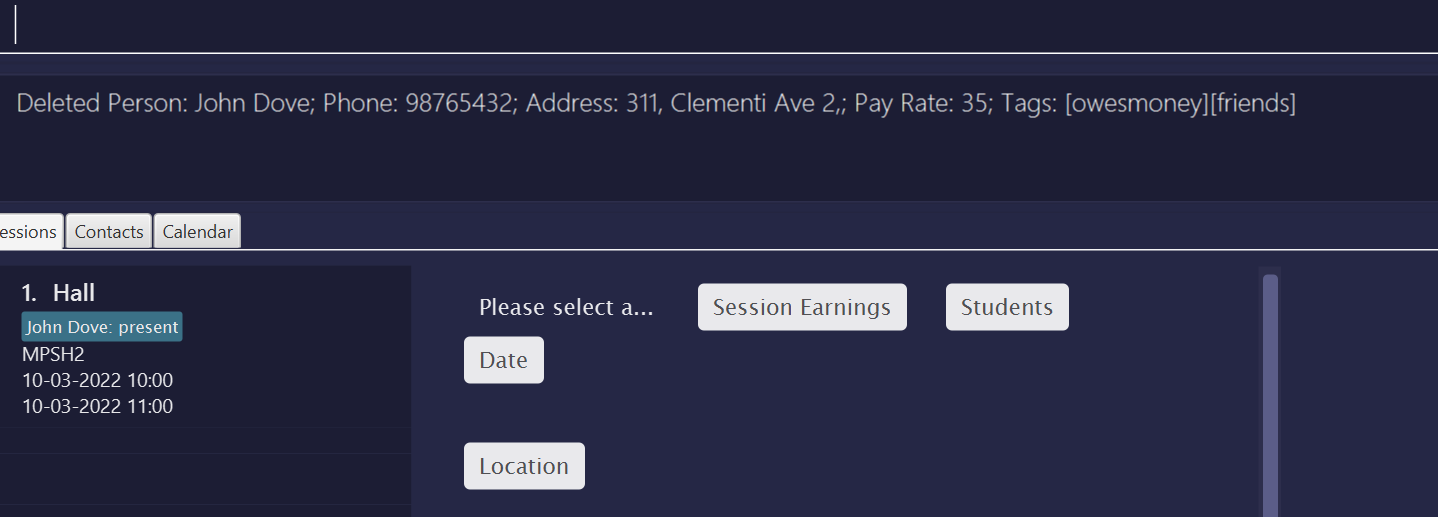 Deleted Person: John Dove; Phone: 98765432; Address: 311, Clementi Ave 2,; Pay Rate: 35; Tags: [owesmoney][friends]
essions Contacts Calendar
1. Hall
John Dove: present
MPSH2
10-03-2022 10:00
10-03-2022 11:00
Please select a... Session Earnings Students
Date
Location